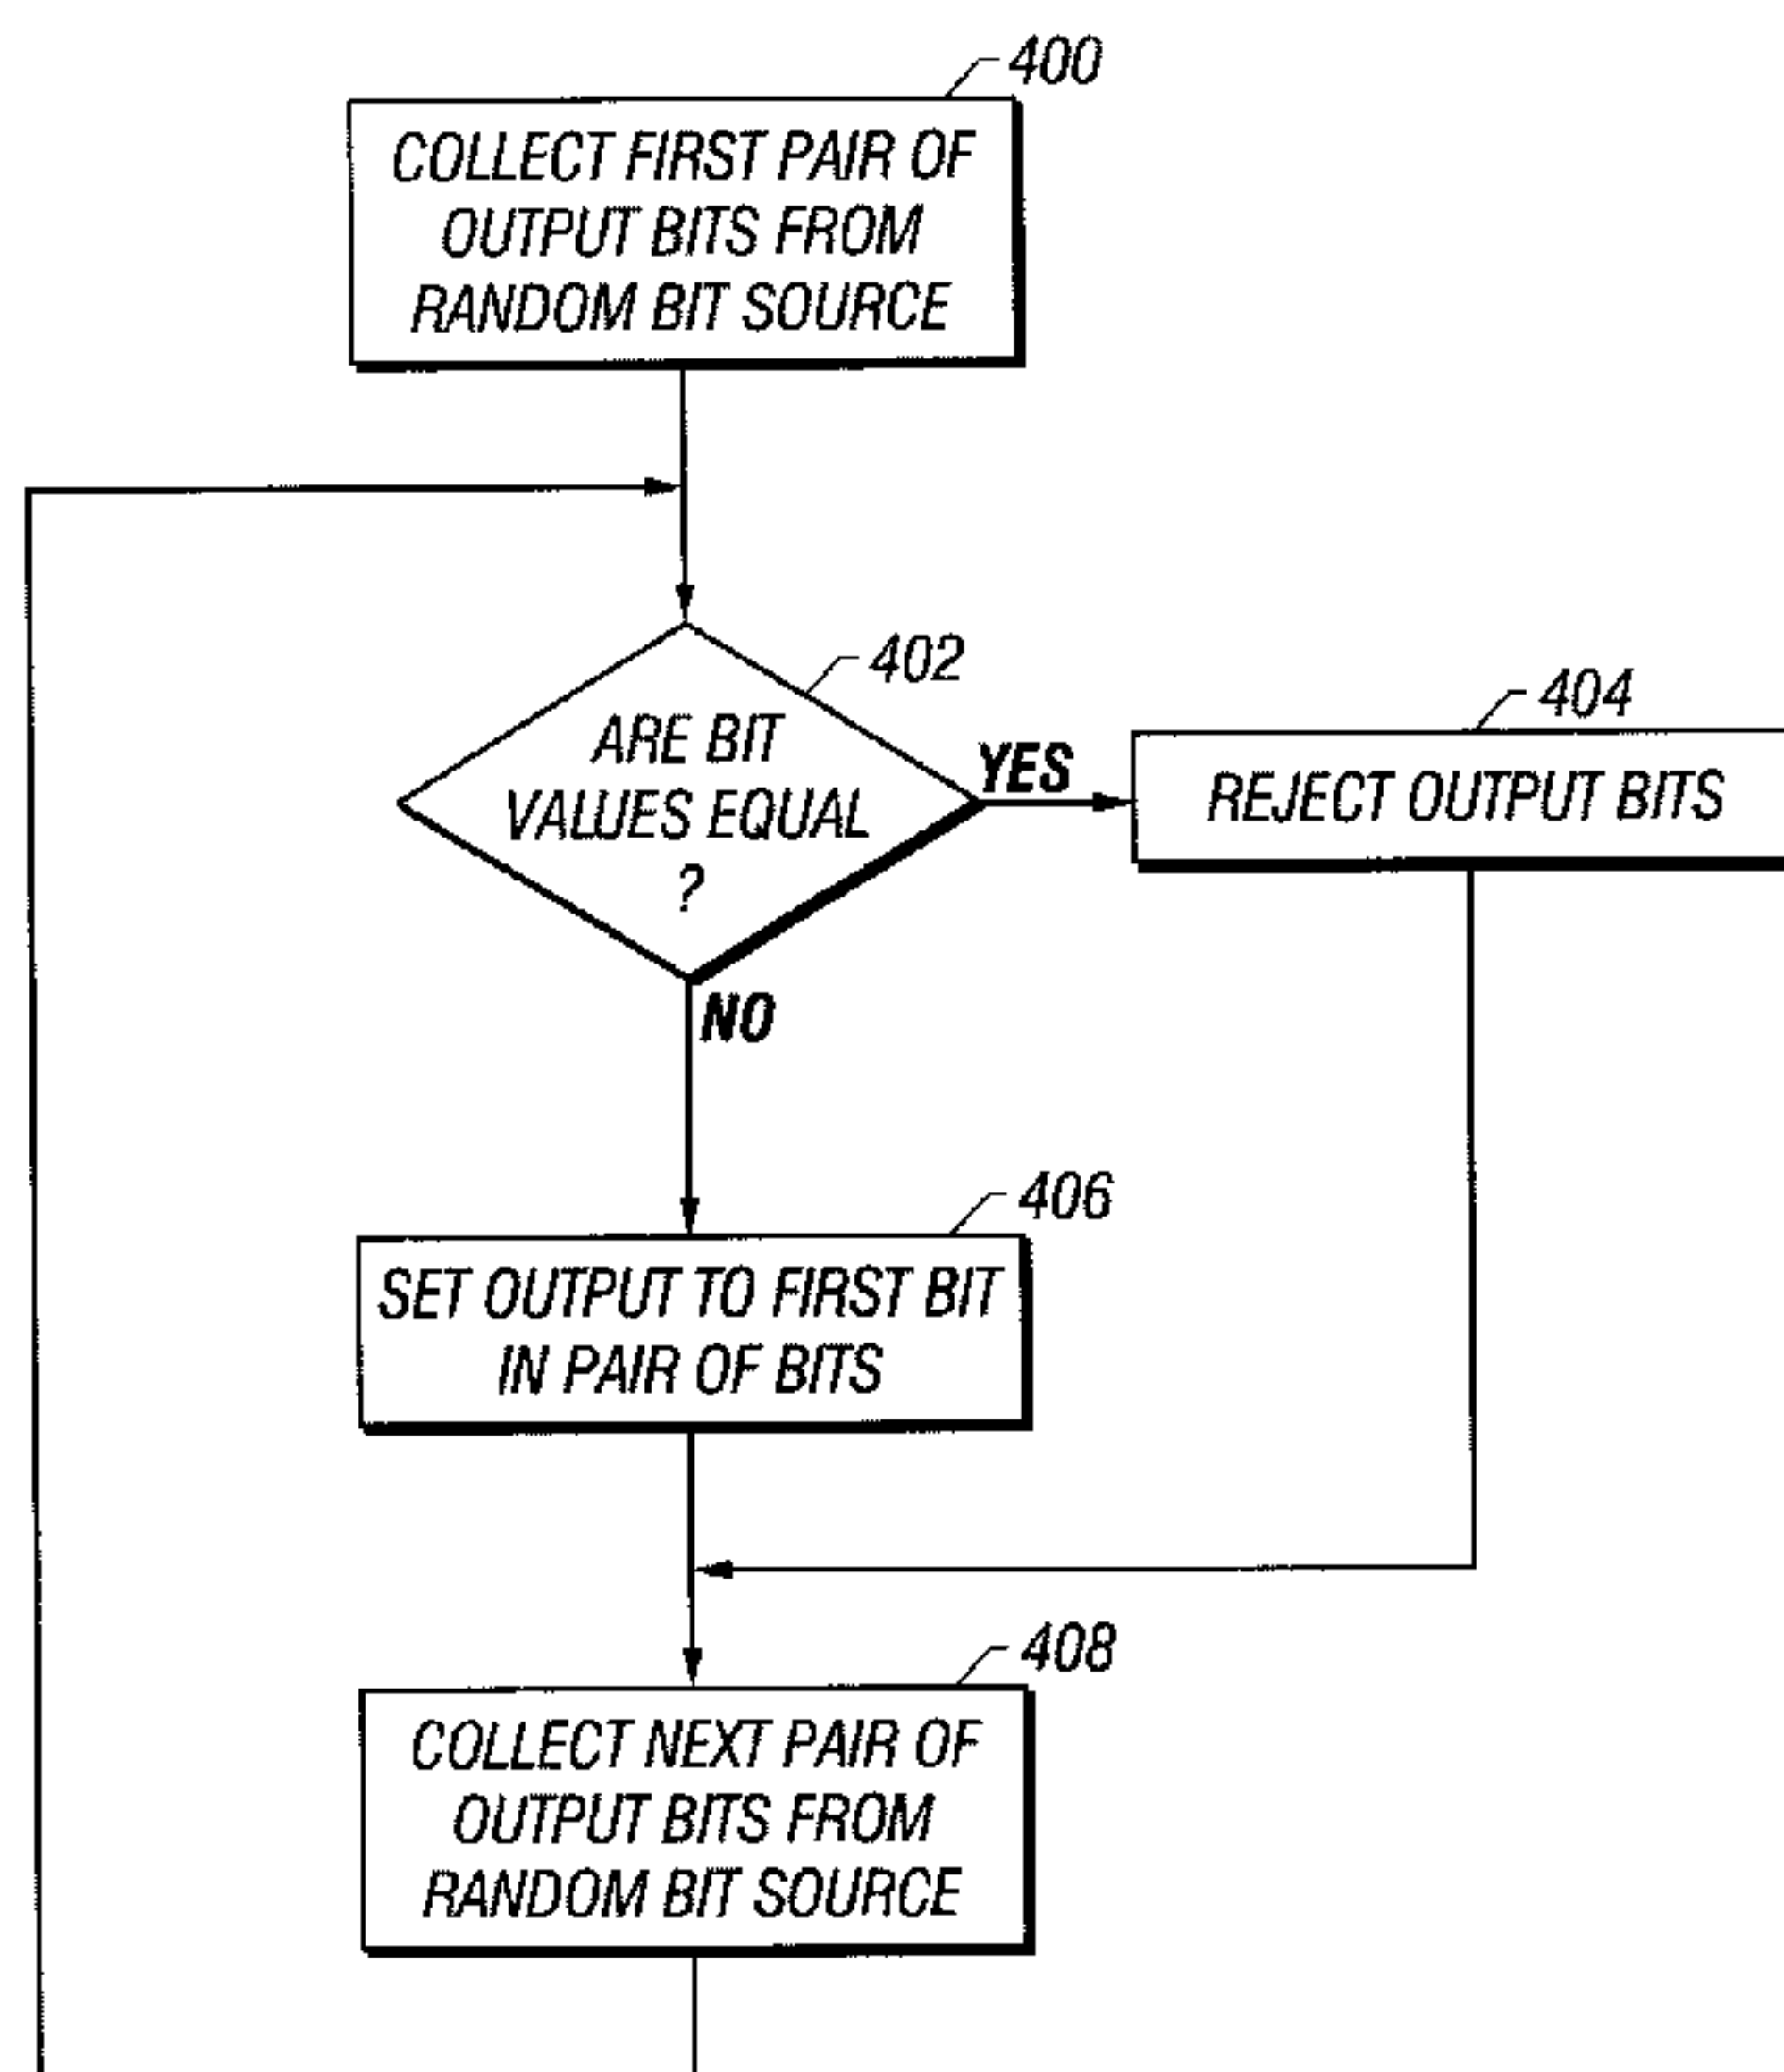 400
COLLECT FIRST PAIR OF
OUTPUT BITS FROM
RANDOM BIT SOURCE
402
ARE BIT
VALUES EQUAL
?
YES
404
REJECT OUTPUT BITS
NO
406
SET OUTPUT TO FIRST BIT
IN PAIR OF BITS
408
COLLECT NEXT PAIR OF
OUTPUT BITS FROM
RANDOM BIT SOURCE